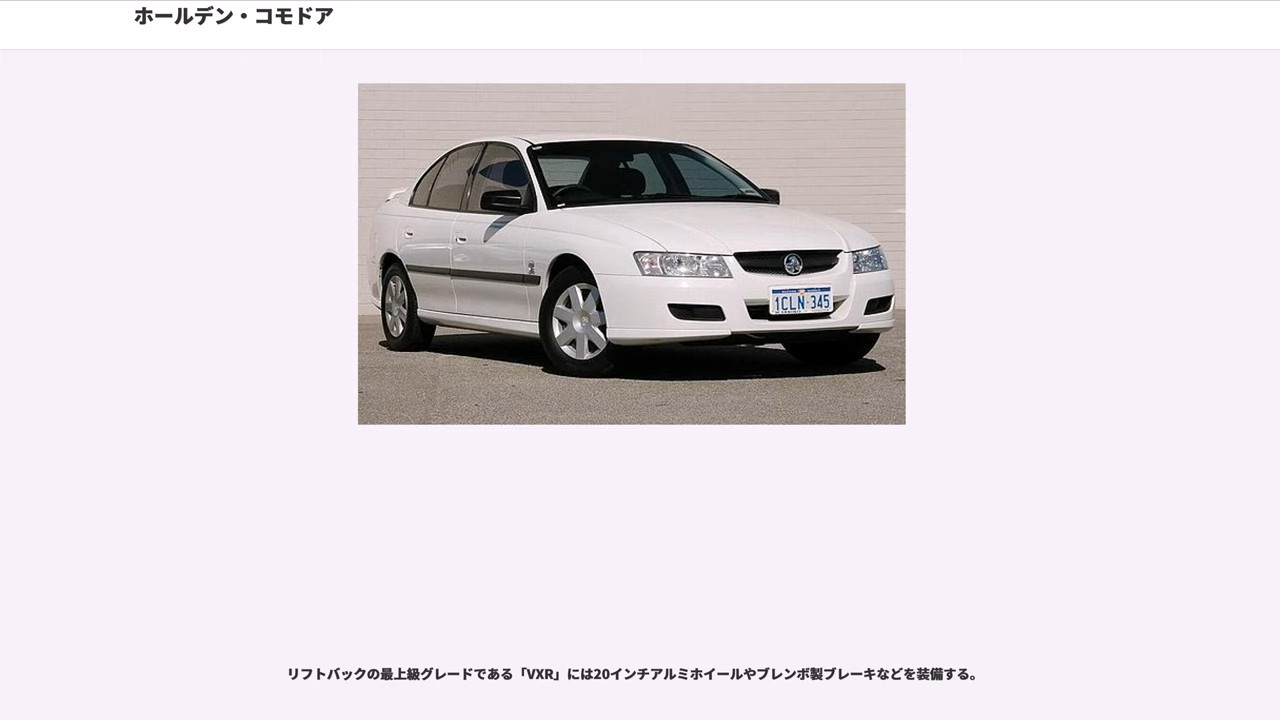 ホールデン・コモドア
1CLN·345
リフトバックの最上級グレードである「VXR」には20インチアルミホイールやブレンボ製ブレーキなどを装備する。